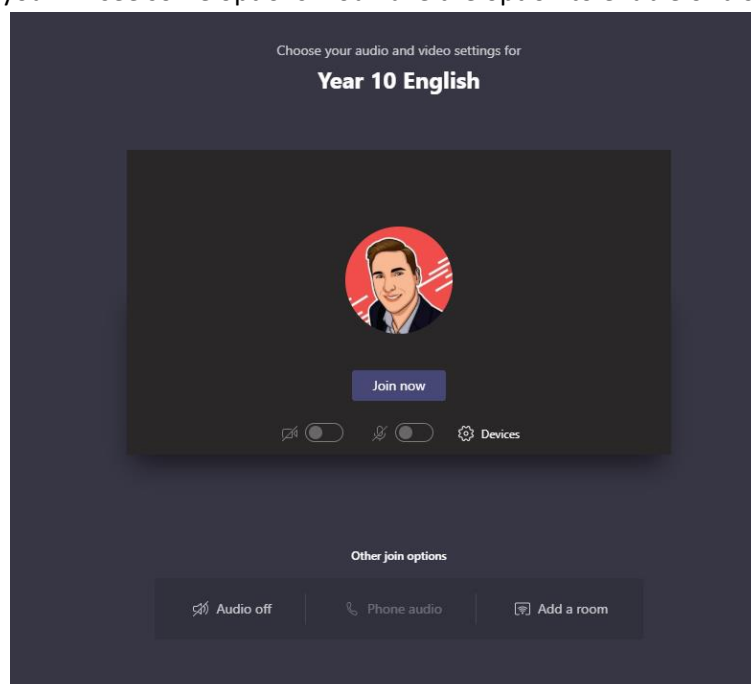 Choose your audio and video settings for
Year 10 English
Join now
Devices
Other join options
Audio off Phone audio Add a room